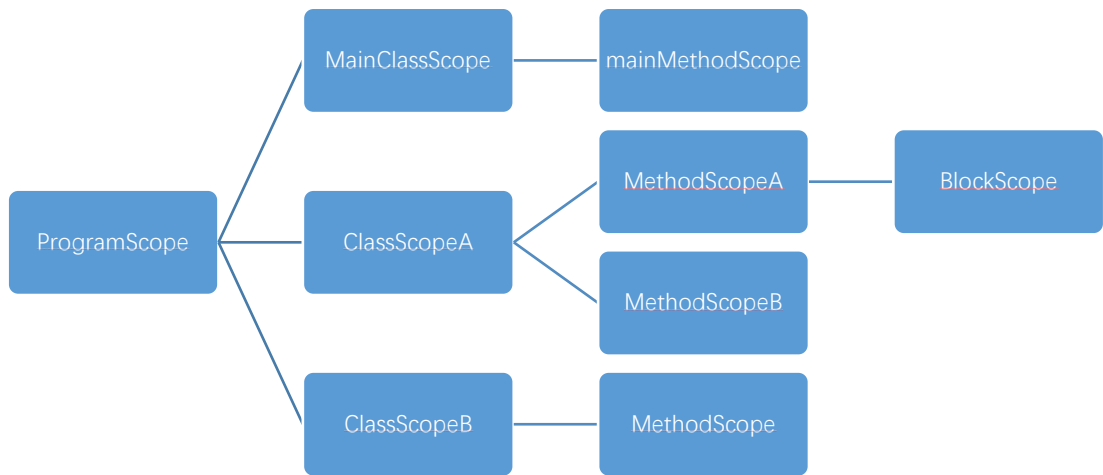 MainClassScope
mainMethodScope
MethodScopeA
BlockScope
ProgramScope
ClassScopeA
MethodScopeB
ClassScopeB
MethodScope